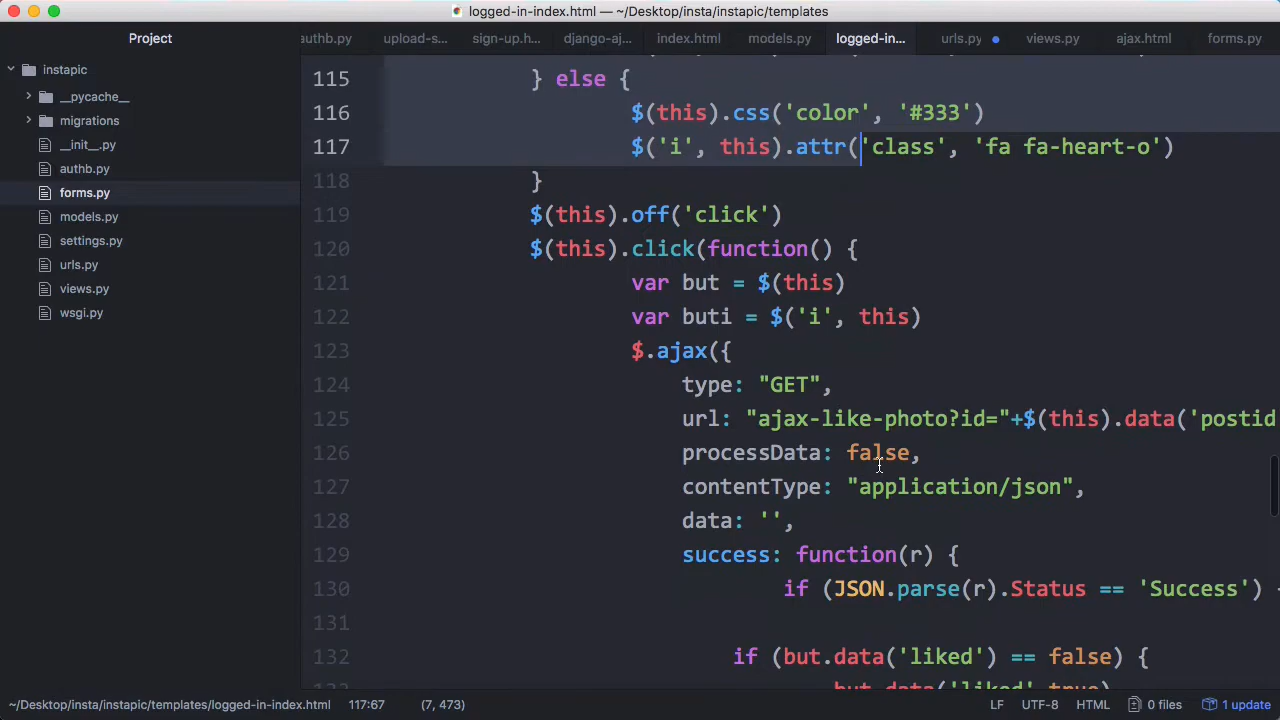 logged-in-index.html — ~/Desktop/insta/instapic/templates
Project
authb.py
upload-s...
sign-up.h...
django-aj...
index.html
models.py
logged-in...
urls.py
views.py
ajax.html
forms.py
instapic
__pycache__
migrations
__init__.py
authb.py
forms.py
models.py
settings.py
urls.py
views.py
wsgi.py
115 } else {
116 $(this).css('color', '#333')
117 $('i', this).attr('class', 'fa fa-heart-o')
118 }
119 $(this).off('click')
120 $(this).click(function() {
121 var but = $(this)
122 var buti = $('i', this)
123 $.ajax({
124 type: "GET",
125 url: "ajax-like-photo?id="+$(this).data('postid
126 processData: false,
127 contentType: "application/json",
128 data: '',
129 success: function(r) {
130 if (JSON.parse(r).Status == 'Success')
131
132 if (but.data('liked') == false) {
but.data('liked',true)
~/Desktop/insta/instapic/templates/logged-in-index.html 117:67 (7, 473) LF UTF-8 HTML 0 files 1 update